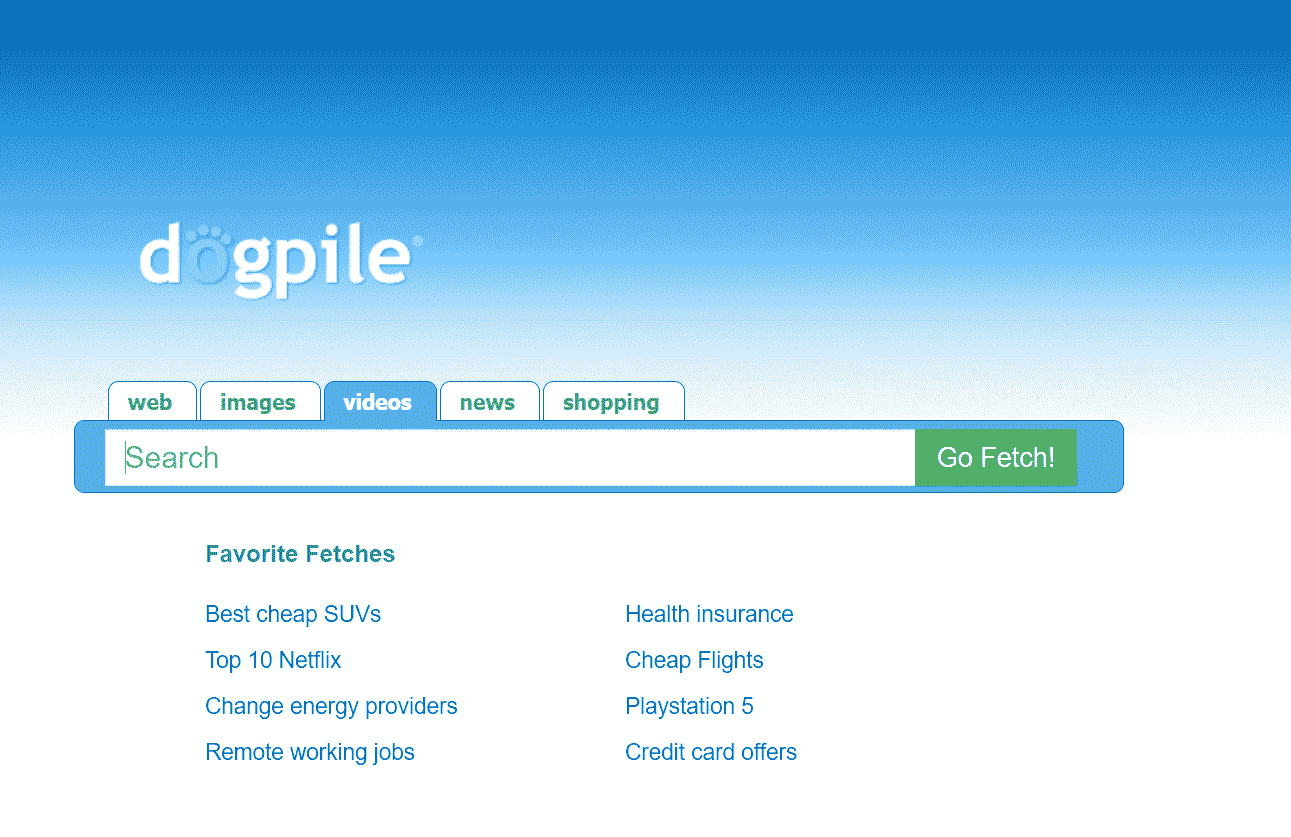 dogpile®
web images videos news shopping
Search Go Fetch!
Favorite Fetches
Best cheap SUVs Health insurance
Top 10 Netflix Cheap Flights
Change energy providers Playstation 5
Remote working jobs Credit card offers